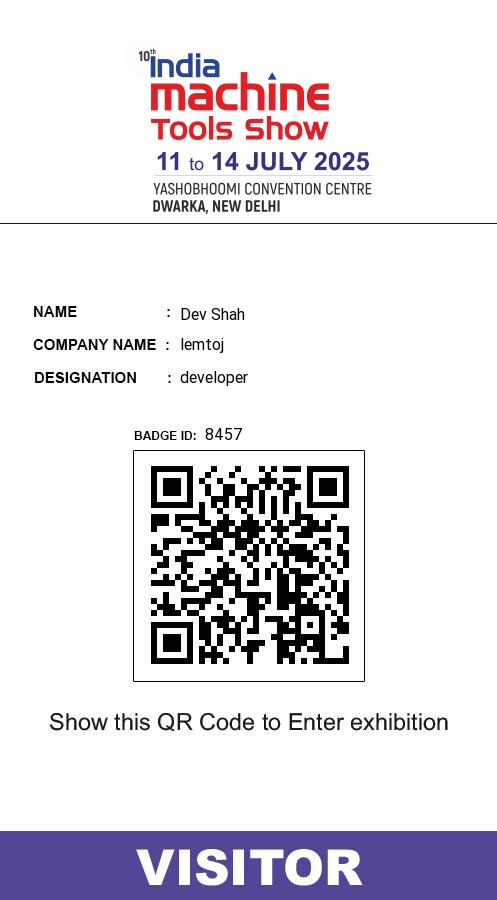 10th
India
machine
Tools Show
11 to 14 JULY 2025
YASHOBHOOMI CONVENTION CENTRE
DWARKA, NEW DELHI
NAME : Dev Shah
COMPANY NAME : lemtoj
DESIGNATION : developer
BADGE ID: 8457
Show this QR Code to Enter exhibition
VISITOR